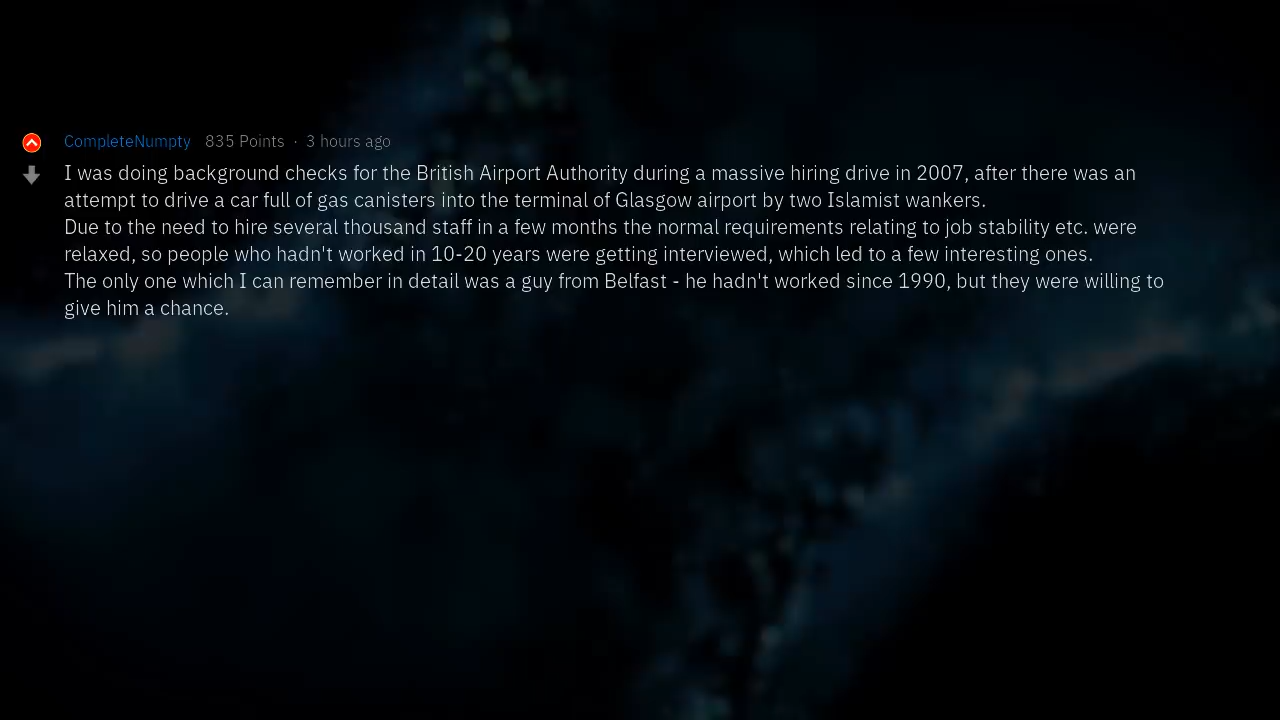 CompleteNumpty 835 Points · 3 hours ago
I was doing background checks for the British Airport Authority during a massive hiring drive in 2007, after there was an
attempt to drive a car full of gas canisters into the terminal of Glasgow airport by two Islamist wankers.
Due to the need to hire several thousand staff in a few months the normal requirements relating to job stability etc. were
relaxed, so people who hadn't worked in 10-20 years were getting interviewed, which led to a few interesting ones.
The only one which I can remember in detail was a guy from Belfast - he hadn't worked since 1990, but they were willing to
give him a chance.